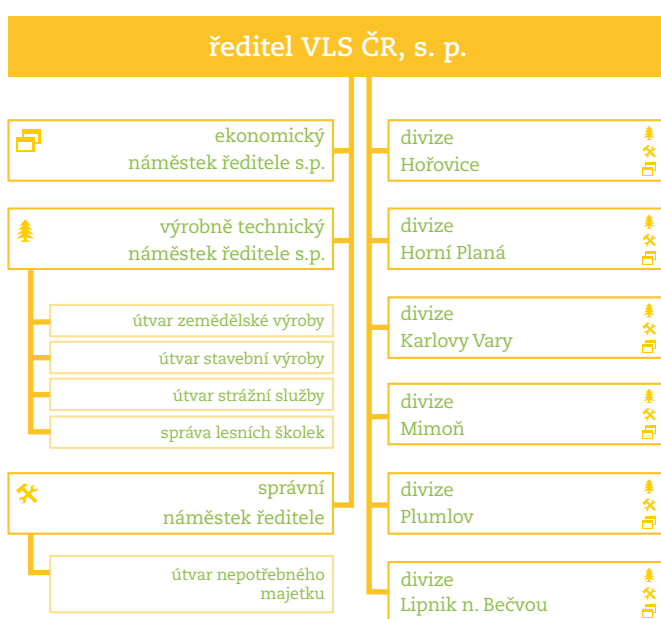 ředitel VLS ČR, s. p.
ekonomický
náměstek ředitele s.p.
výrobně technický
náměstek ředitele s.p.
útvar zemědělské výroby
útvar stavební výroby
útvar strážní služby
správa lesních školek
správní
náměstek ředitele
útvar nepotřebného
majetku
divize
Hořovice
divize
Horní Planá
divize
Karlovy Vary
divize
Mimoň
divize
Plumlov
divize
Lipnik n. Bečvou